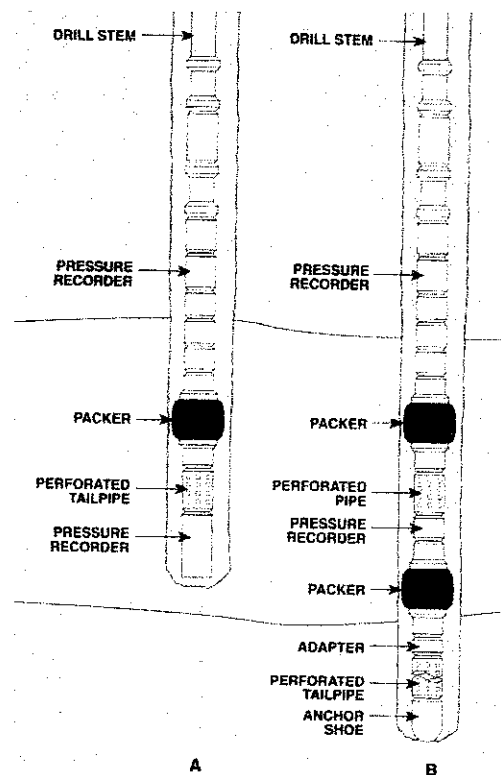 DRILL STEM
PRESSURE
RECORDER
PACKER
PERFORATED
TAILPIPE
PRESSURE
RECORDER
A
DRILL STEM
PRESSURE
RECORDER
PACKER
PERFORATED
PIPE
PRESSURE
RECORDER
PACKER
ADAPTER
PERFORATED
TAILPIPE
ANCHOR
SHOE
B